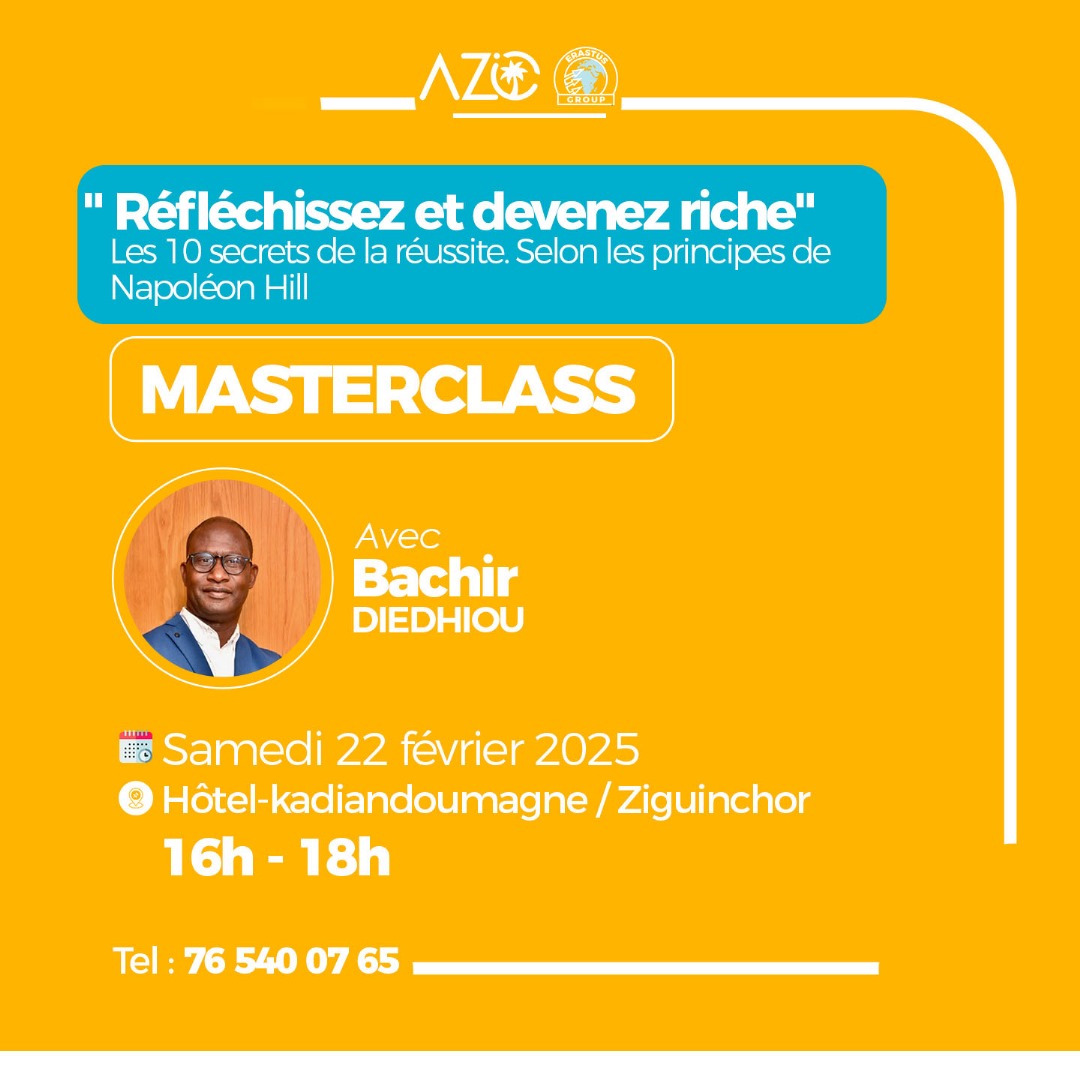 AZIC
ERASTUS
GROUP
" Réfléchissez et devenez riche"
Les 10 secrets de la réussite. Selon les principes de
Napoléon Hill
MASTERCLASS
Avec
Bachir
DIEDHIOU
Samedi 22 février 2025
Hôtel-kadiandoumagne / Ziguinchor
16h - 18h
Tel : 76 540 07 65